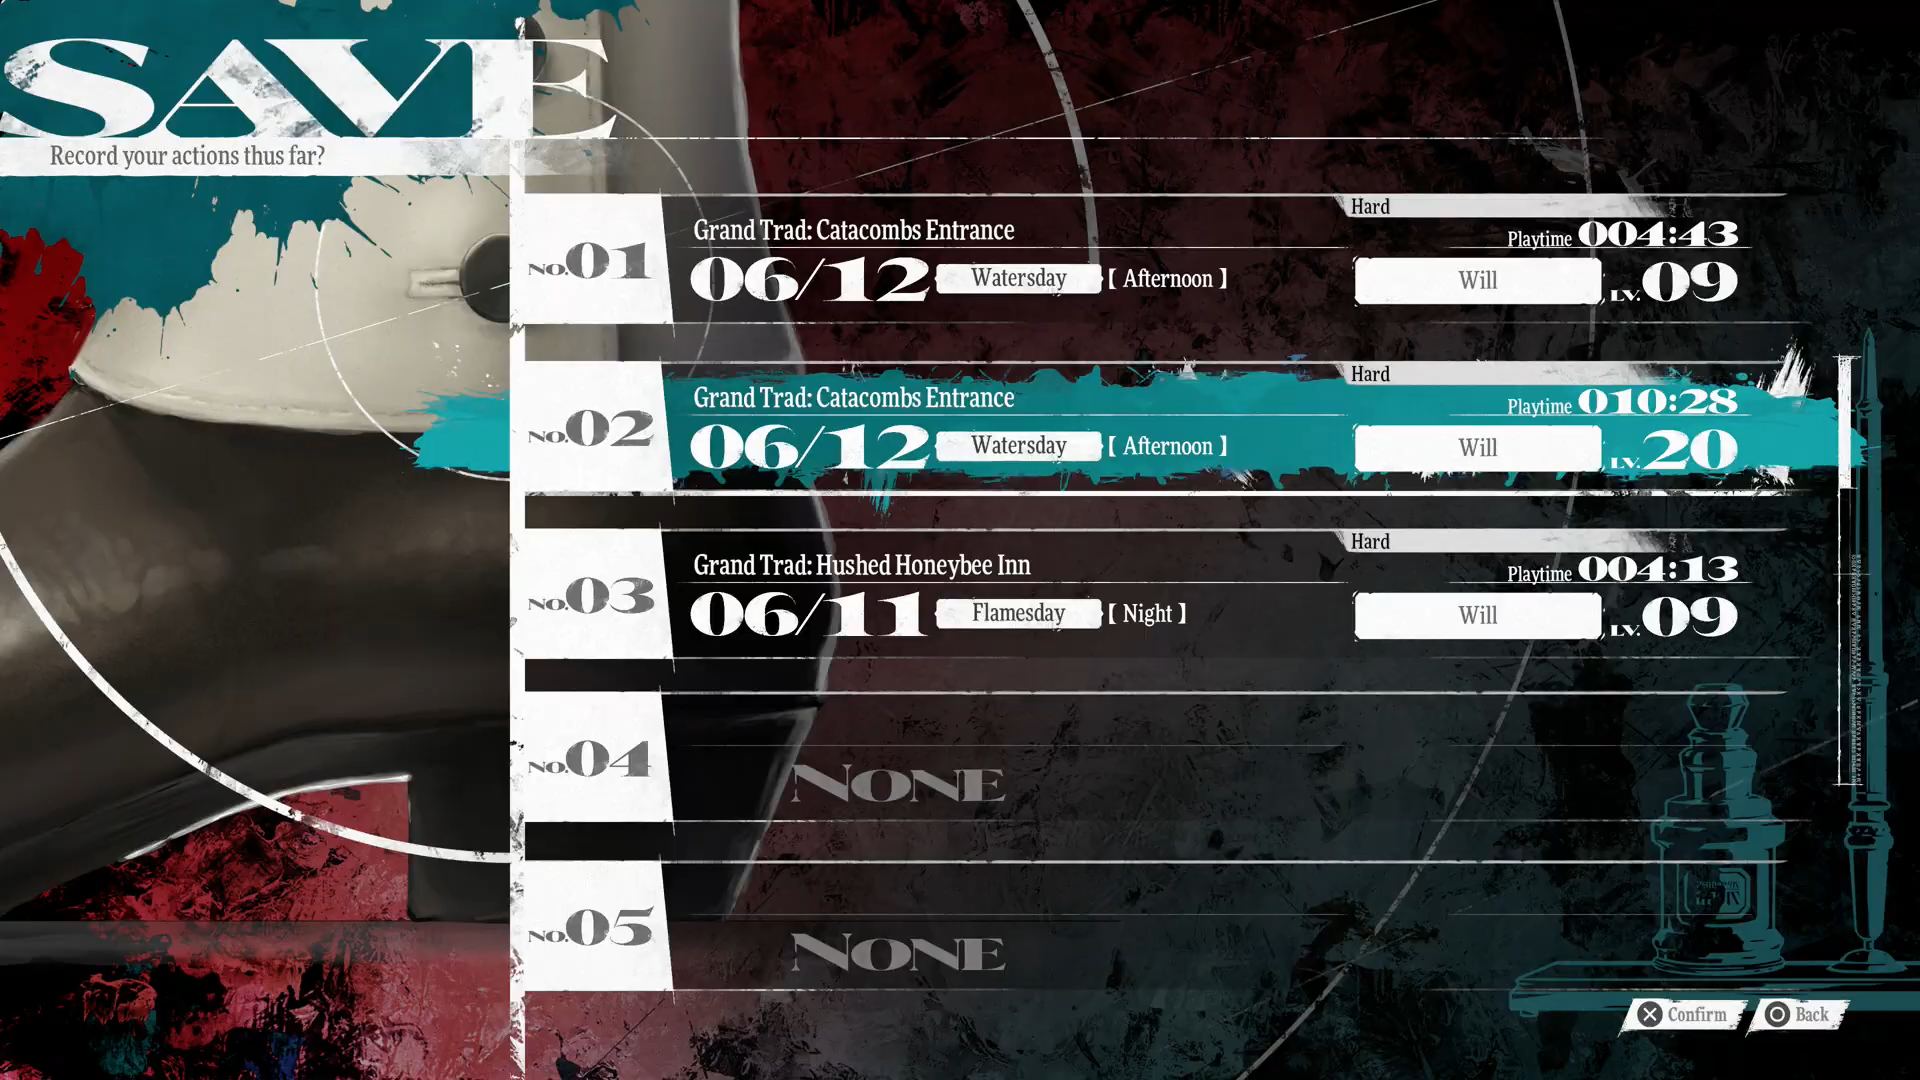 SAVE
Record your actions thus far?
No.01
Grand Trad: Catacombs Entrance
Hard
Playtime 004:43
06/12 Watersday [ Afternoon ]
Will LV.09
No.02
Grand Trad: Catacombs Entrance
Hard
Playtime 010:28
06/12 Watersday [ Afternoon ]
Will LV.20
No.03
Grand Trad: Hushed Honeybee Inn
Hard
Playtime 004:13
06/11 Flamesday [ Night ]
Will LV.09
No.04
NONE
No.05
NONE
Confirm
Back